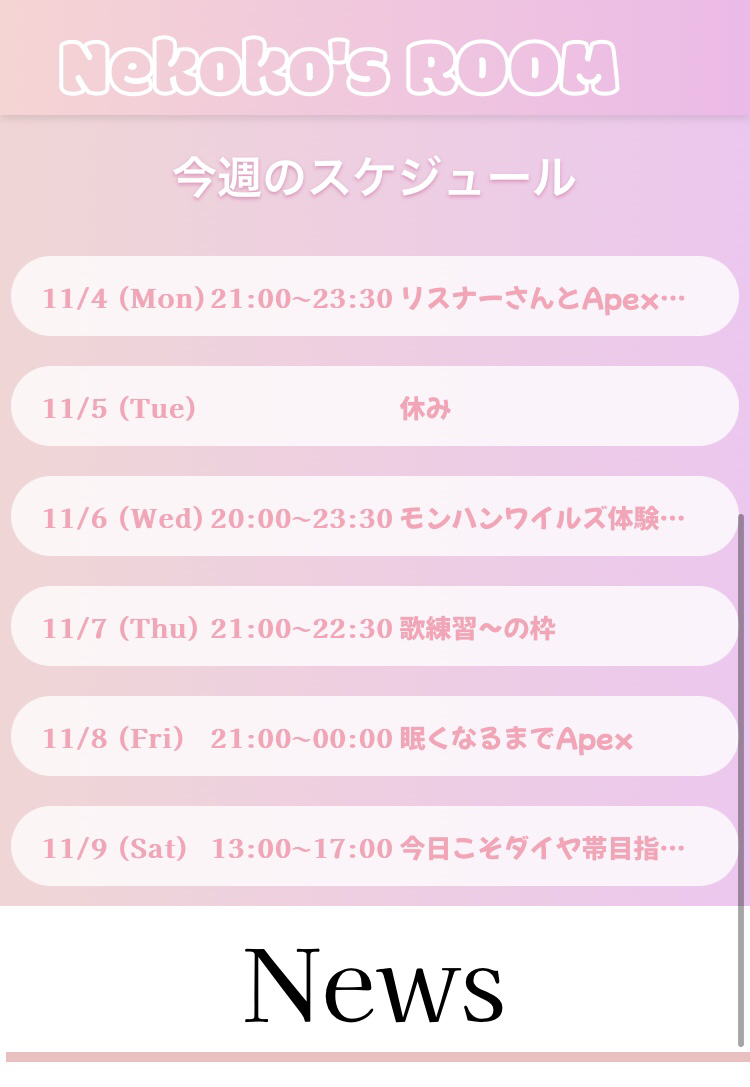 Nekoko's ROOM
今週のスケジュール
11/4 (Mon) 21:00~23:30 リスナーさんとApex…
11/5 (Tue) 休み
11/6 (Wed) 20:00~23:30 モンハンワイルズ体験…
11/7 (Thu) 21:00~22:30 歌練習〜の枠
11/8 (Fri) 21:00~00:00 眠くなるまでApex
11/9 (Sat) 13:00~17:00 今日こそダイヤ帯目指…
News